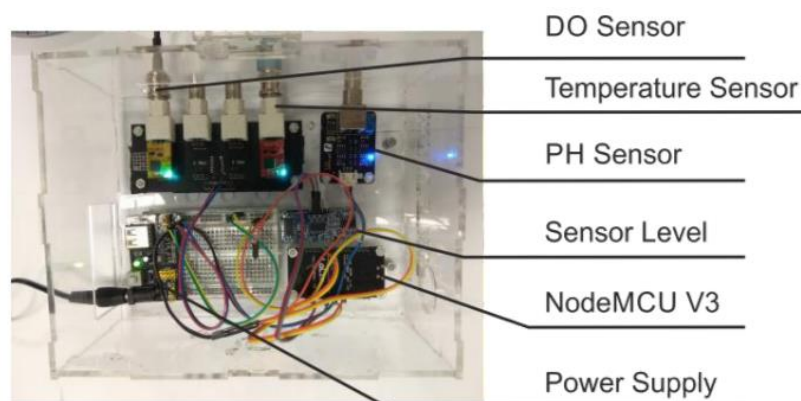 DO Sensor
Temperature Sensor
PH Sensor
Sensor Level
NodeMCU V3
Power Supply